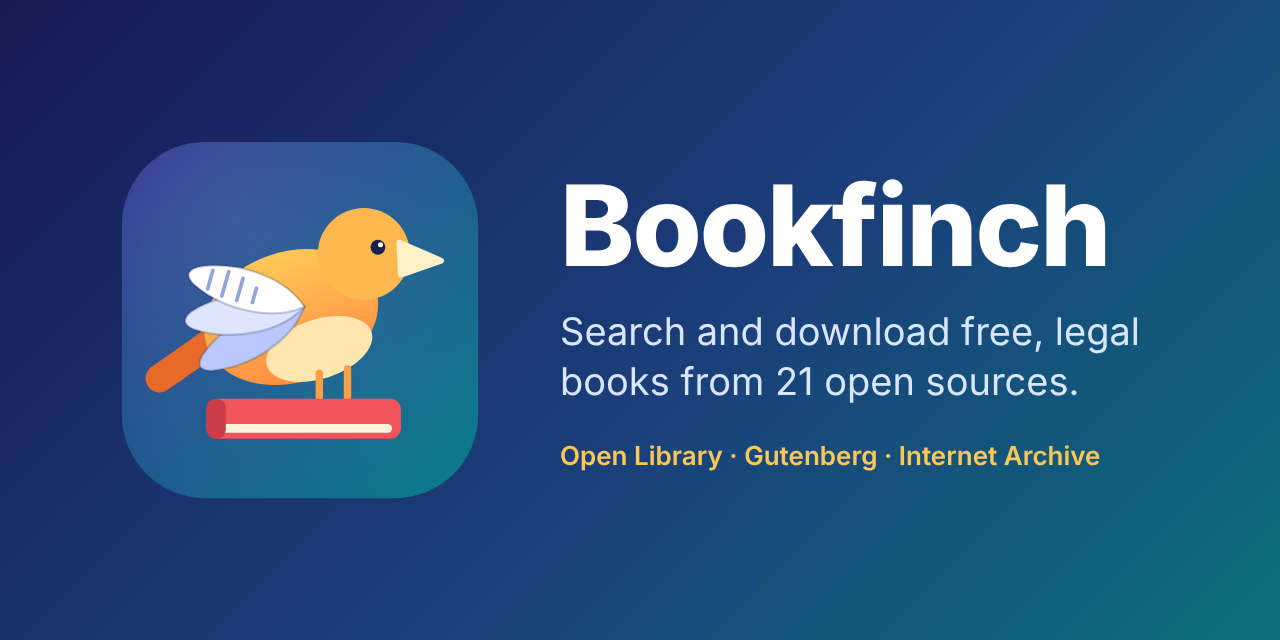 Bookfinch
Search and download free, legal
books from 21 open sources.
Open Library · Gutenberg · Internet Archive